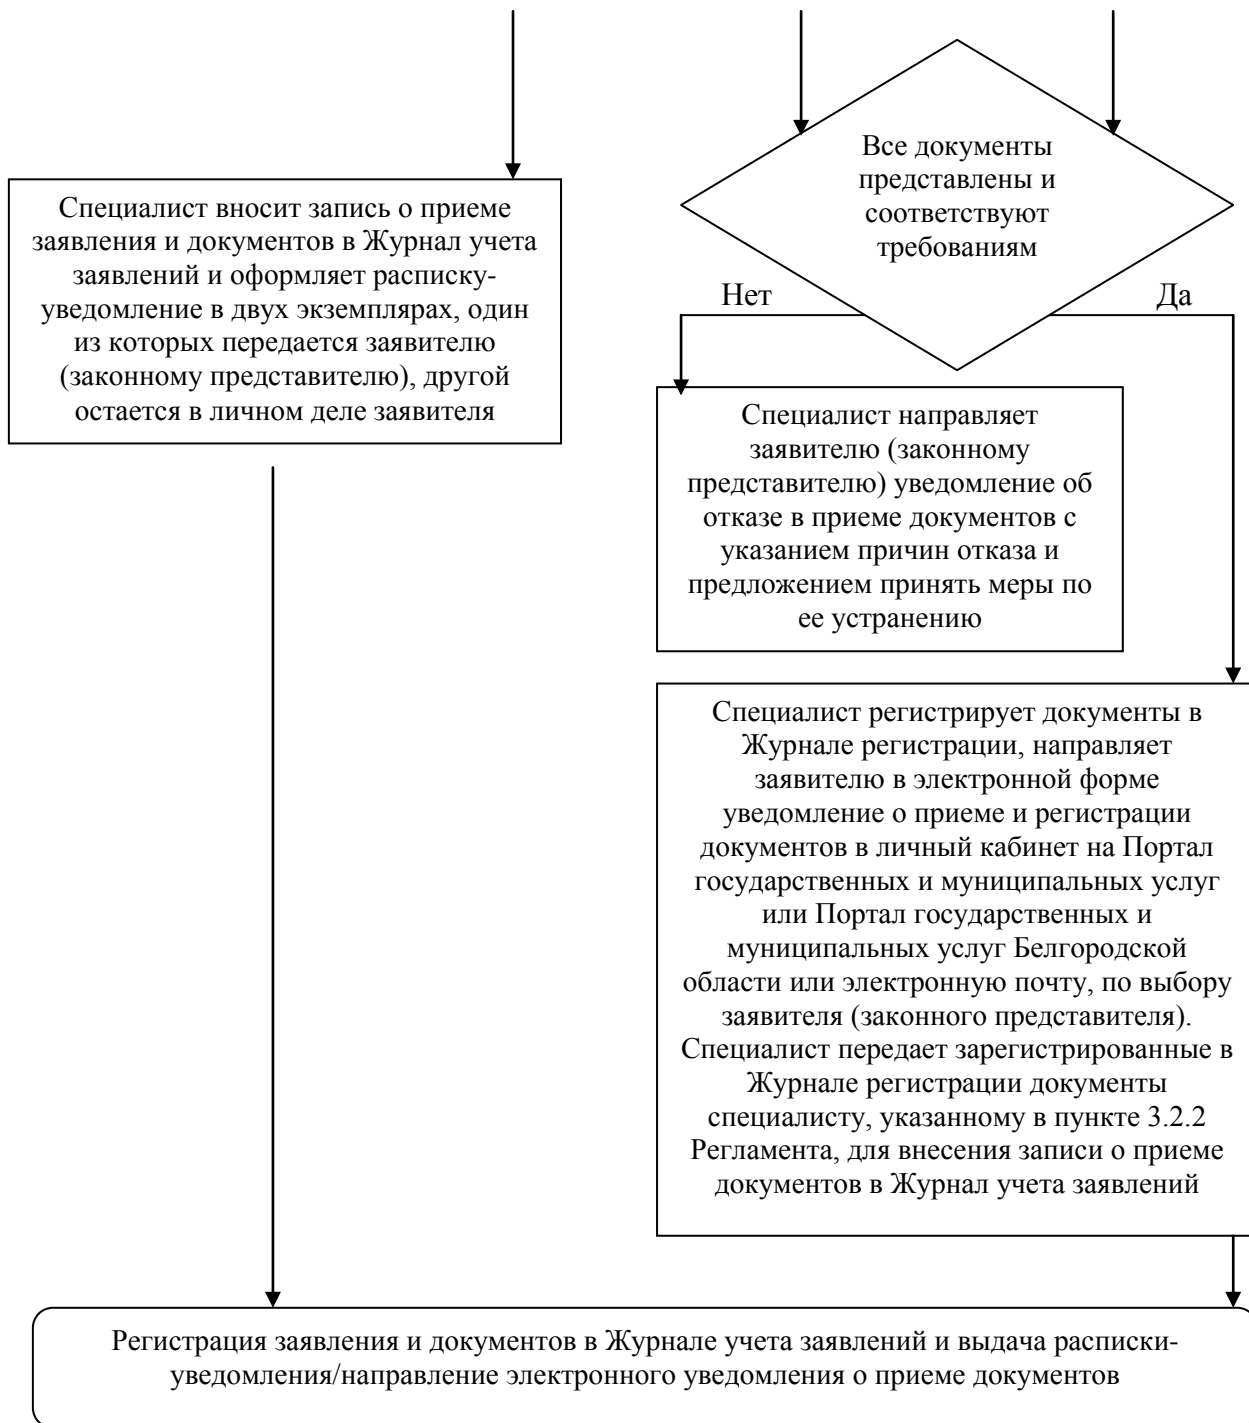 Все документы
представлены и
соответствуют
требованиям
Специалист вносит запись о приеме
заявления и документов в Журнал учета
заявлений и оформляет расписку-
уведомление в двух экземплярах, один
из которых передается заявителю
(законному представителю), другой
остается в личном деле заявителя
Нет
Да
Специалист направляет
заявителю (законному
представителю) уведомление об
отказе в приеме документов с
указанием причин отказа и
предложением принять меры по
ее устранению
Специалист регистрирует документы в
Журнале регистрации, направляет
заявителю в электронной форме
уведомление о приеме и регистрации
документов в личный кабинет на Портал
государственных и муниципальных услуг
или Портал государственных и
муниципальных услуг Белгородской
области или электронную почту, по выбору
заявителя (законного представителя).
Специалист передает зарегистрированные в
Журнале регистрации документы
специалисту, указанному в пункте 3.2.2
Регламента, для внесения записи о приеме
документов в Журнал учета заявлений
Регистрация заявления и документов в Журнале учета заявлений и выдача расписки-
уведомления/направление электронного уведомления о приеме документов